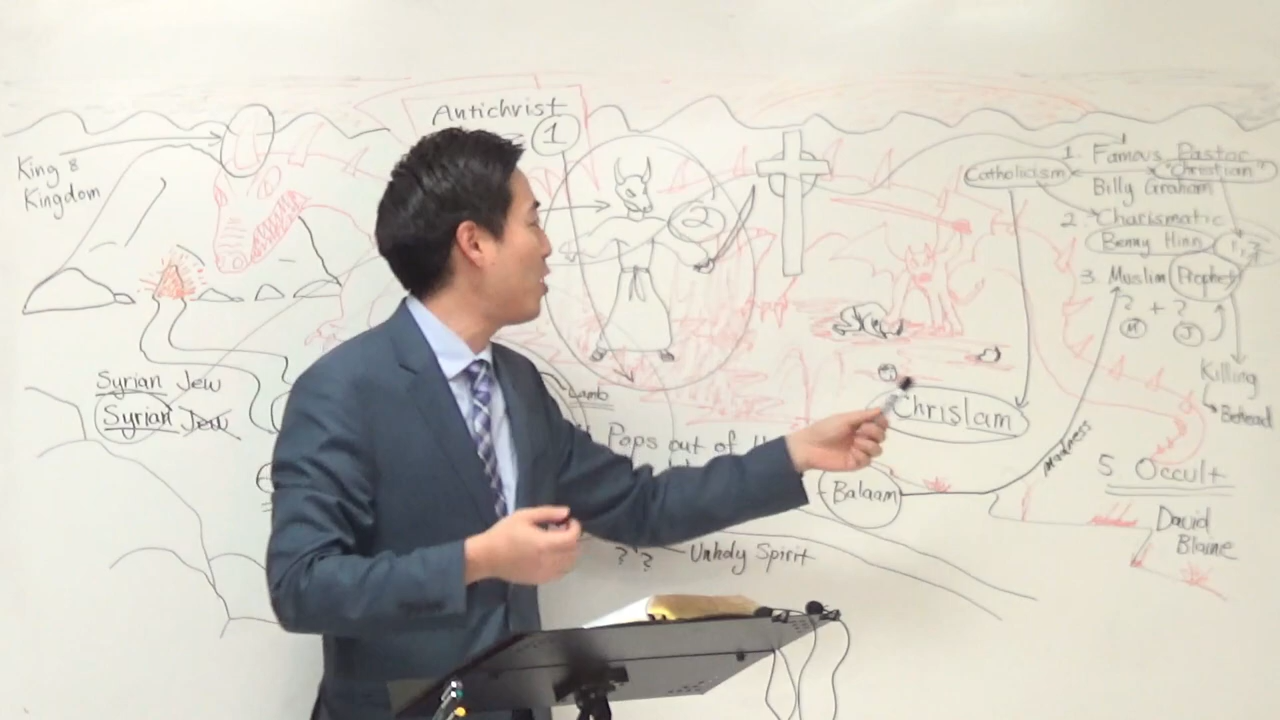 Antichrist
1
King 8
Kingdom
2
Catholicism
1. Famous Pastor
"Christian"
Billy Graham
2. Charismatic
Benny Hinn
3. Muslim Prophet
? + ?
M J
Killing
Behead
Syrian Jew
Syrian Jew
Lamb
Pops out of
Chrislam
Balaam
Madness
5 Occult
David
Blaine
? ?
Unholy Spirit